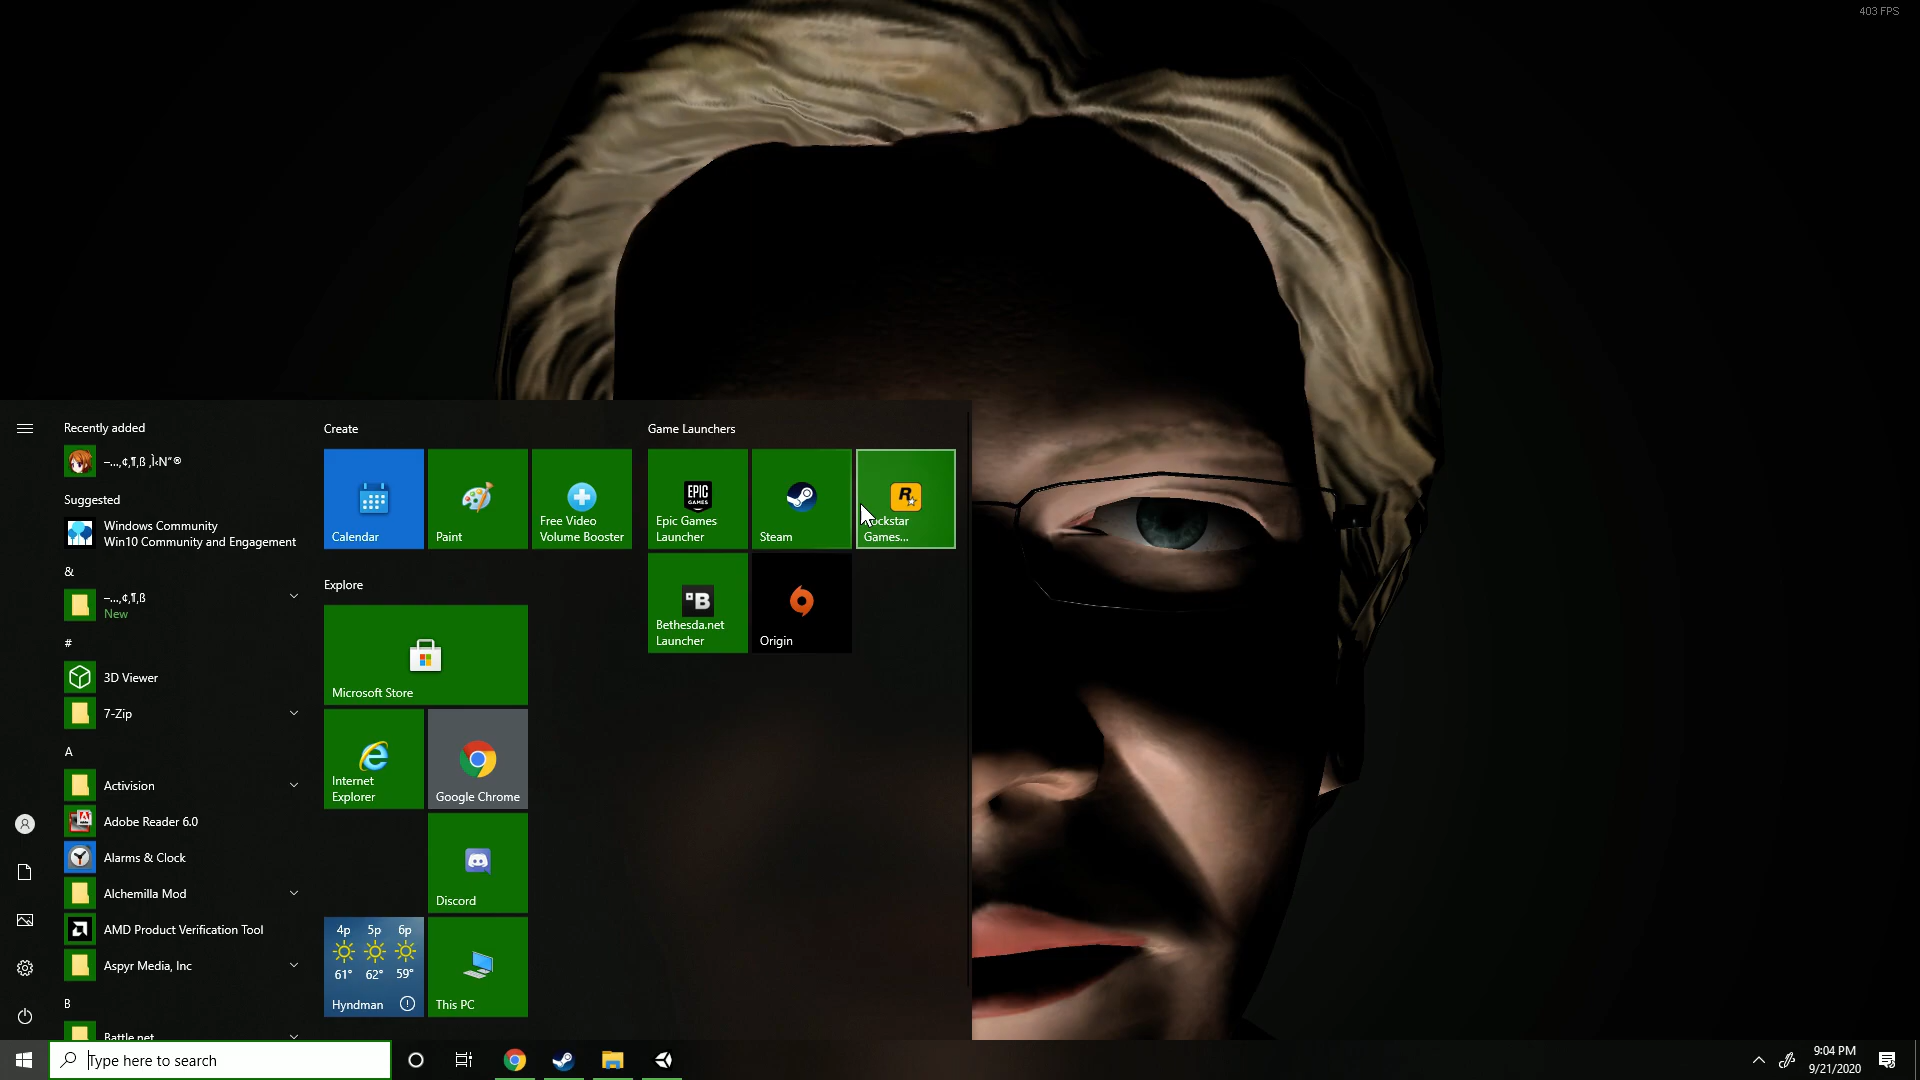 403 FPS
Recently added
–...,¢,¶,ß ,Ì‹N“®
Suggested
Windows Community
Win10 Community and Engagement
&
–...,¢,¶,ß
New
#
3D Viewer
7-Zip
A
Activision
Adobe Reader 6.0
Alarms & Clock
Alchemilla Mod
AMD Product Verification Tool
Aspyr Media, Inc
B
Battle.net
Create
Calendar
Paint
Free Video
Volume Booster
Explore
Microsoft Store
Internet
Explorer
Google Chrome
Discord
4p 5p 6p
61° 62° 59°
Hyndman
This PC
Game Launchers
EPIC
GAMES
Epic Games
Launcher
Steam
R
ockstar
Games...
B
Bethesda.net
Launcher
Origin
Type here to search
9:04 PM
9/21/2020